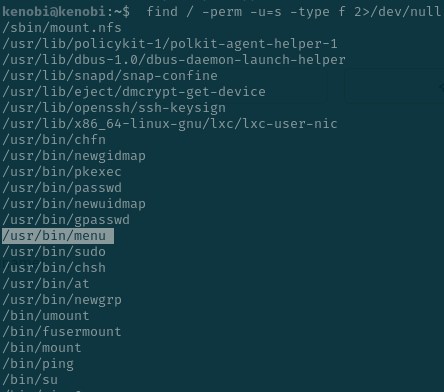 kenobi@kenobi:~$  find / -perm -u=s -type f 2>/dev/null
/sbin/mount.nfs
/usr/lib/policykit-1/polkit-agent-helper-1
/usr/lib/dbus-1.0/dbus-daemon-launch-helper
/usr/lib/snapd/snap-confine
/usr/lib/eject/dmcrypt-get-device
/usr/lib/openssh/ssh-keysign
/usr/lib/x86_64-linux-gnu/lxc/lxc-user-nic
/usr/bin/chfn
/usr/bin/newgidmap
/usr/bin/pkexec
/usr/bin/passwd
/usr/bin/newuidmap
/usr/bin/gpasswd
/usr/bin/menu
/usr/bin/sudo
/usr/bin/chsh
/usr/bin/at
/usr/bin/newgrp
/bin/umount
/bin/fusermount
/bin/mount
/bin/ping
/bin/su